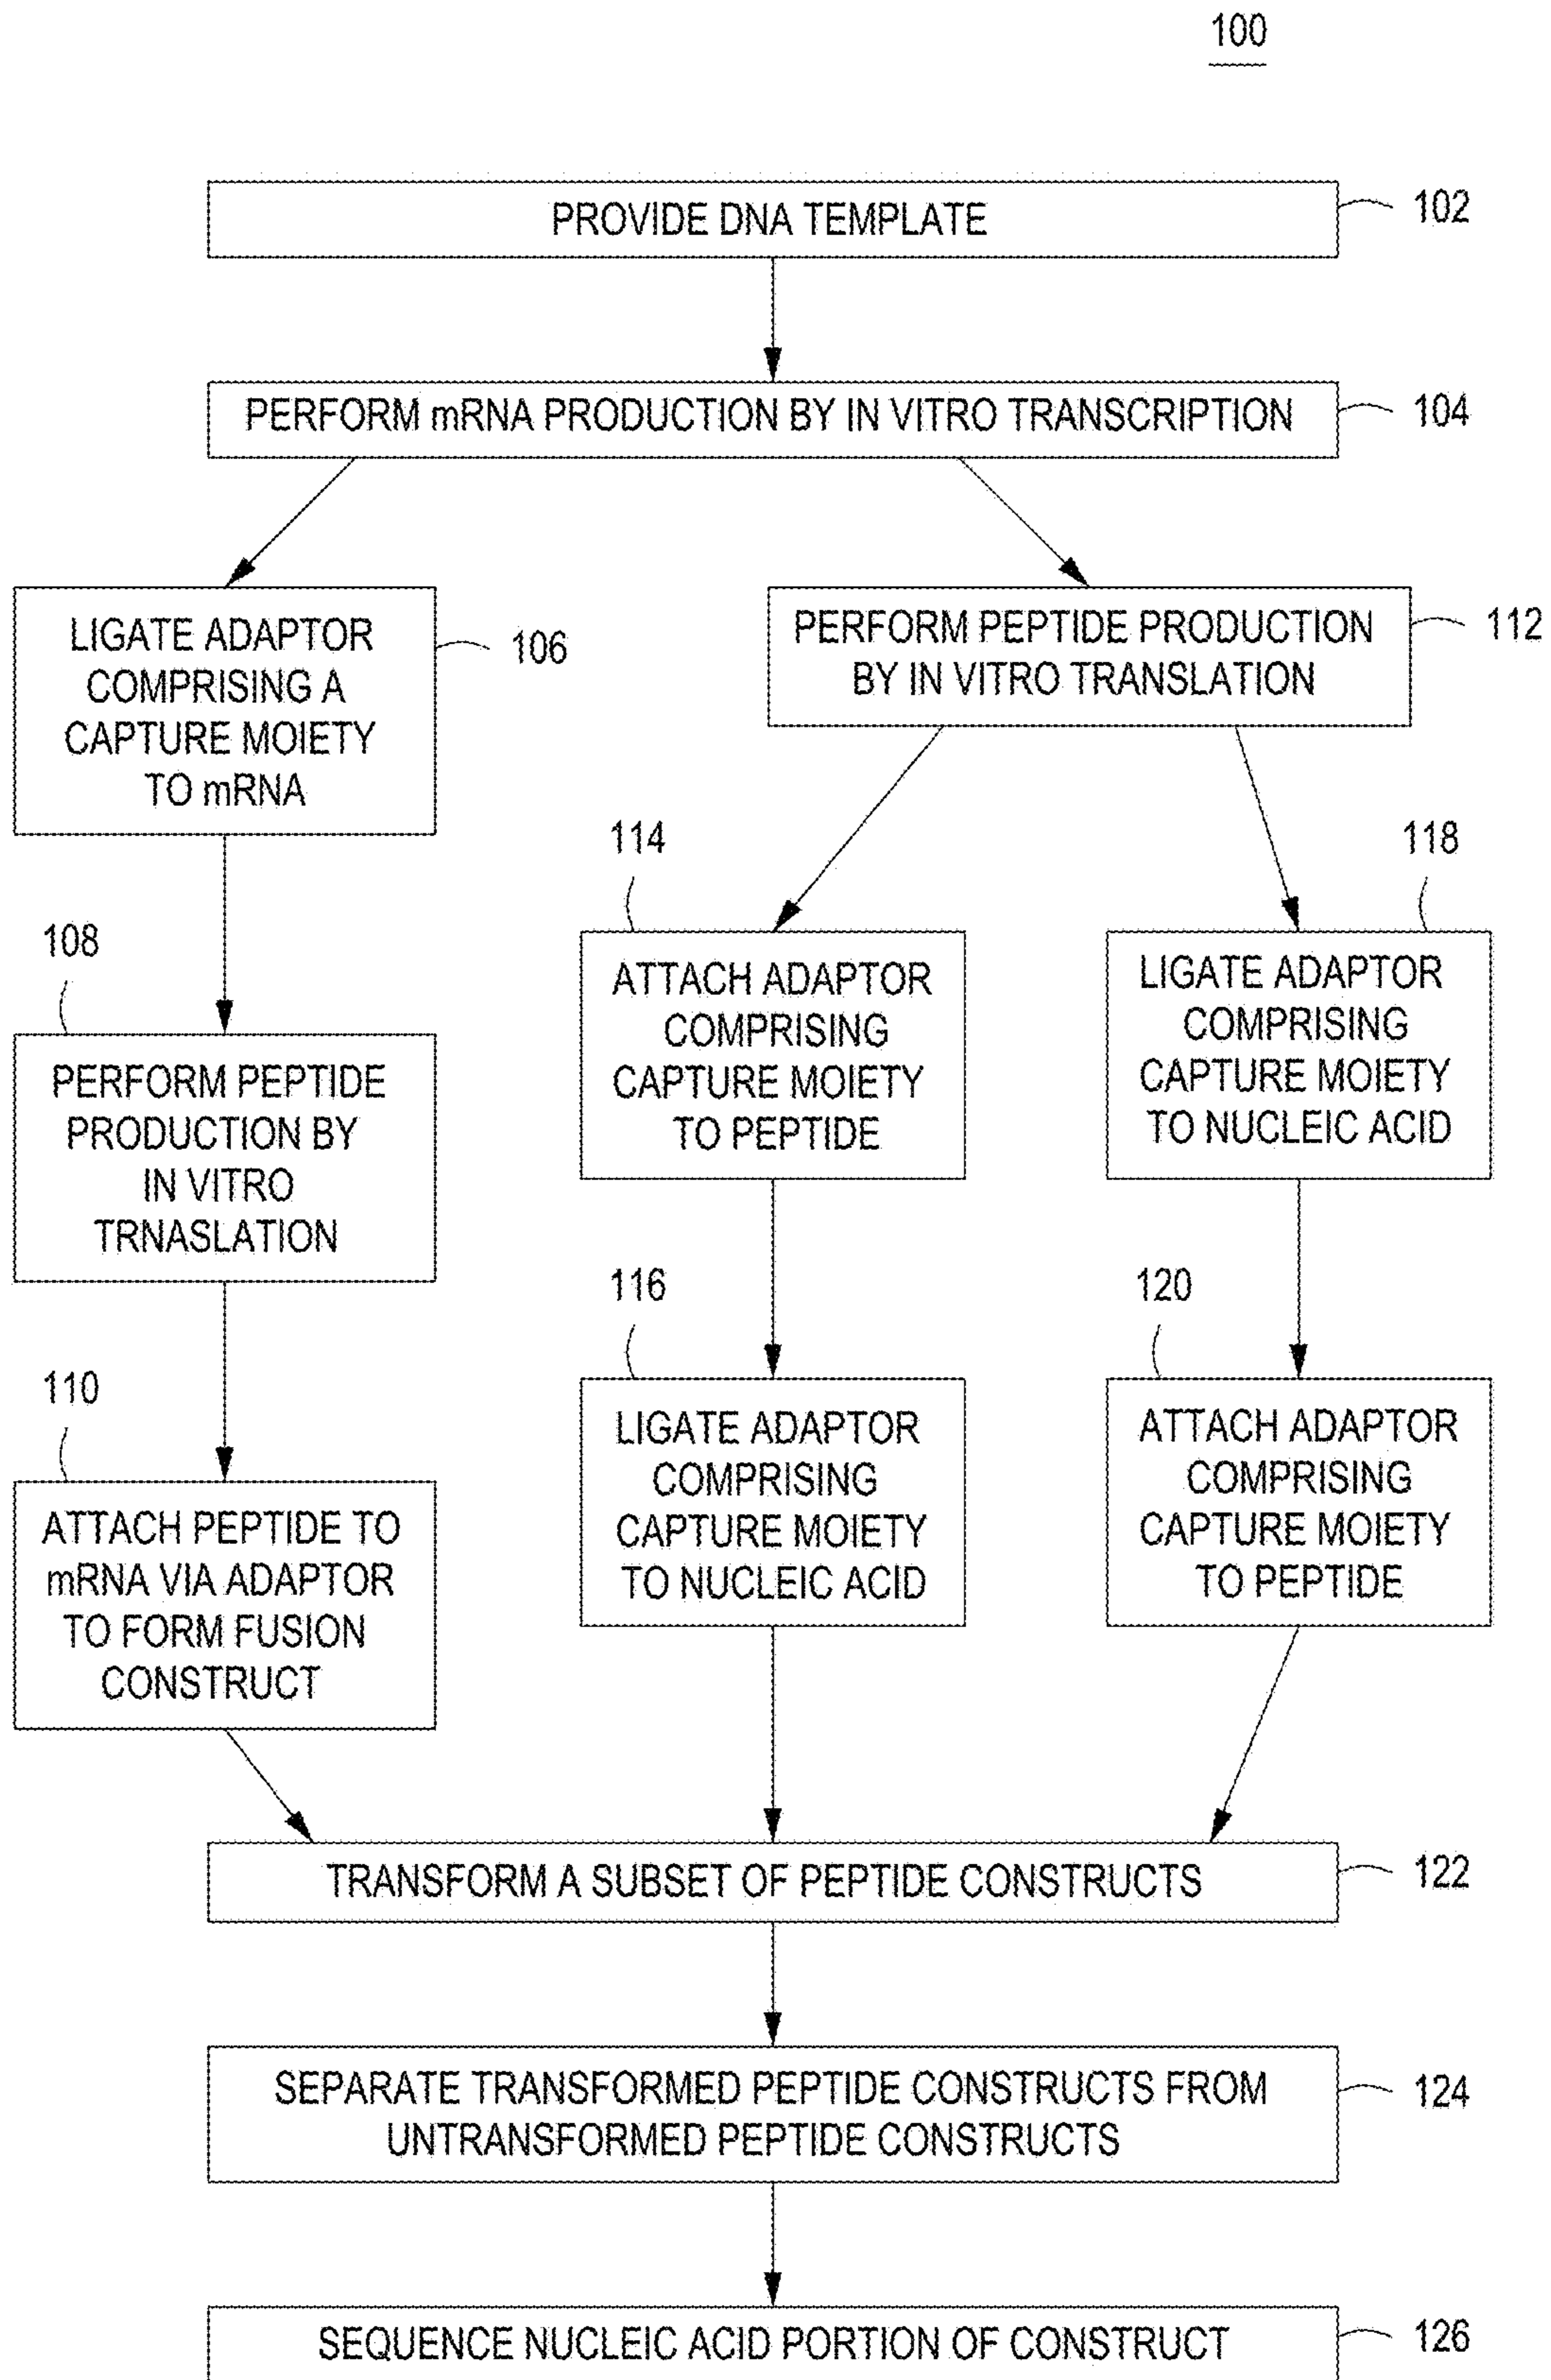 100
PROVIDE DNA TEMPLATE
102
PERFORM mRNA PRODUCTION BY IN VITRO TRANSCRIPTION
104
LIGATE ADAPTOR
COMPRISING A
CAPTURE MOIETY
TO mRNA
106
PERFORM PEPTIDE PRODUCTION
BY IN VITRO TRANSLATION
112
108
PERFORM PEPTIDE
PRODUCTION BY
IN VITRO
TRNASLATION
114
ATTACH ADAPTOR
COMPRISING
CAPTURE MOIETY
TO PEPTIDE
118
LIGATE ADAPTOR
COMPRISING
CAPTURE MOIETY
TO NUCLEIC ACID
110
ATTACH PEPTIDE TO
mRNA VIA ADAPTOR
TO FORM FUSION
CONSTRUCT
116
LIGATE ADAPTOR
COMPRISING
CAPTURE MOIETY
TO NUCLEIC ACID
120
ATTACH ADAPTOR
COMPRISING
CAPTURE MOIETY
TO PEPTIDE
TRANSFORM A SUBSET OF PEPTIDE CONSTRUCTS
122
SEPARATE TRANSFORMED PEPTIDE CONSTRUCTS FROM
UNTRANSFORMED PEPTIDE CONSTRUCTS
124
SEQUENCE NUCLEIC ACID PORTION OF CONSTRUCT
126